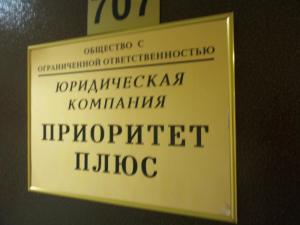 707
ОБЩЕСТВО С
ОГРАНИЧЕННОЙ ОТВЕТСТВЕННОСТЬЮ
ЮРИДИЧЕСКАЯ
КОМПАНИЯ
ПРИОРИТЕТ
ПЛЮС